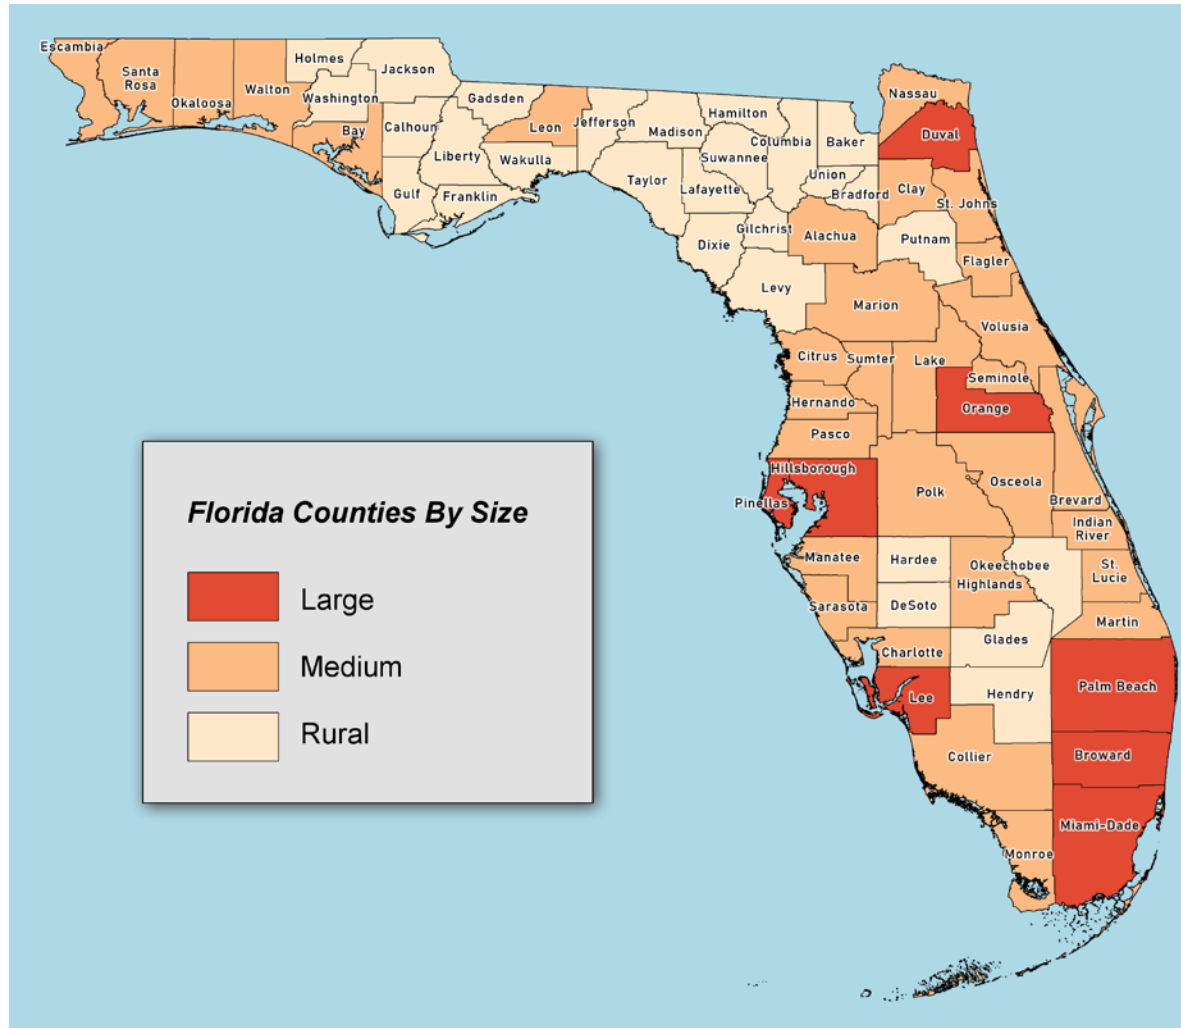 Escambia
Santa
Rosa
Okaloosa
Walton
Holmes
Washington
Jackson
Bay
Calhoun
Gulf
Gadsden
Liberty
Franklin
Leon
Wakulla
Jefferson
Madison
Taylor
Hamilton
Suwannee
Lafayette
Columbia
Baker
Union
Bradford
Nassau
Duval
Clay
St. Johns
Dixie
Gilchrist
Alachua
Putnam
Flagler
Levy
Marion
Volusia
Citrus
Sumter
Lake
Seminole
Orange
Hernando
Pasco
Hillsborough
Pinellas
Polk
Osceola
Brevard
Indian
River
Manatee
Hardee
Okeechobee
Highlands
St.
Lucie
Sarasota
DeSoto
Martin
Charlotte
Glades
Lee
Hendry
Palm Beach
Collier
Broward
Monroe
Miami-Dade
Florida Counties By Size
Large
Medium
Rural